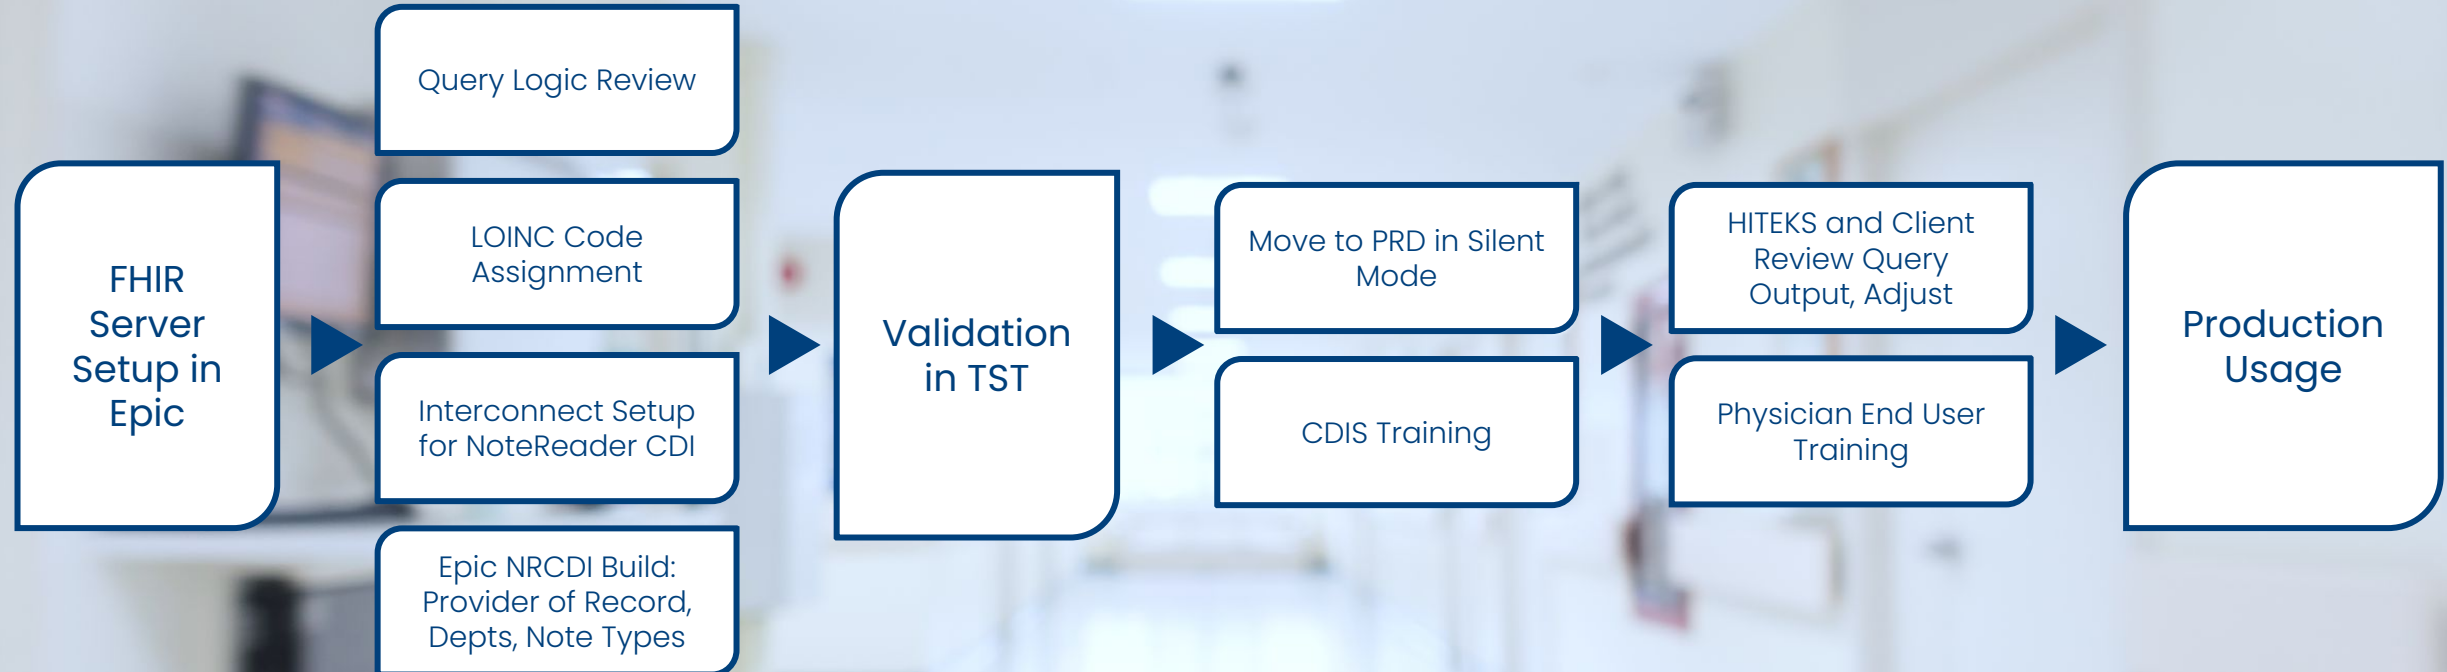 FHIR
Server
Setup in
Epic
Query Logic Review
LOINC Code
Assignment
Interconnect Setup
for NoteReader CDI
Epic NRCDI Build:
Provider of Record,
Depts, Note Types
Validation
in TST
Move to PRD in Silent
Mode
CDIS Training
HITEKS and Client
Review Query
Output, Adjust
Physician End User
Training
Production
Usage